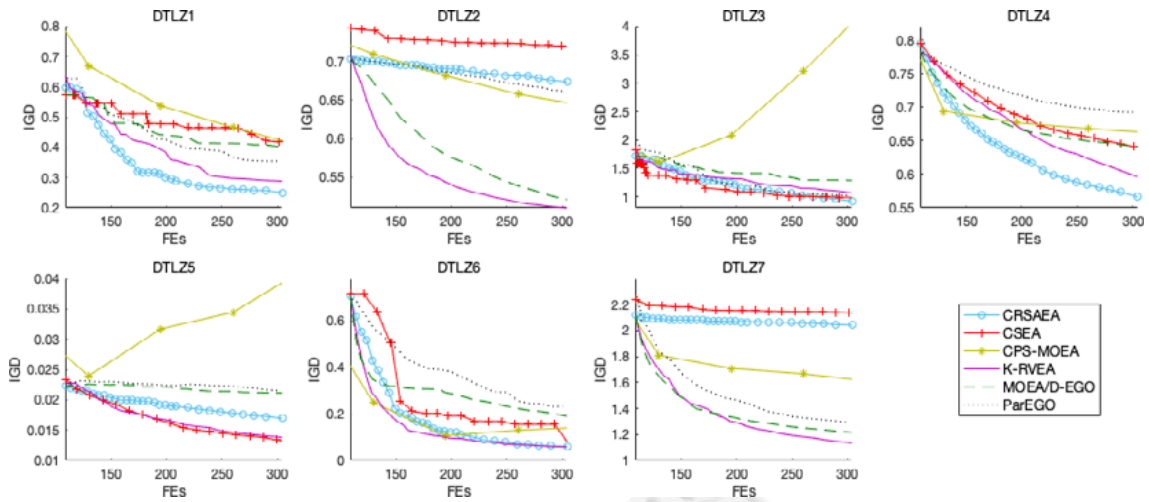 DTLZ1
0.8
0.7
0.6
0.5
0.4
0.3
0.2
IGD
150
200
250
300
FEs
DTLZ2
0.7
0.65
0.55
IGD
150
200
250
300
FEs
DTLZ3
4
3.5
3
2.5
2
1.5
1
IGD
150
200
250
300
FEs
DTLZ4
0.8
0.75
0.7
0.65
0.6
0.55
IGD
150
200
250
300
FEs
DTLZ5
0.04
0.035
0.03
0.025
0.02
0.015
0.01
IGD
150
200
250
300
FEs
DTLZ6
0.6
0.4
0.2
0
IGD
150
200
250
300
FEs
DTLZ7
2.2
2
1.8
1.6
1.4
1.2
1
IGD
150
200
250
300
FEs
CRSAEA
CSEA
CPS-MOEA
K-RVEA
MOEA/D-EGO
ParEGO